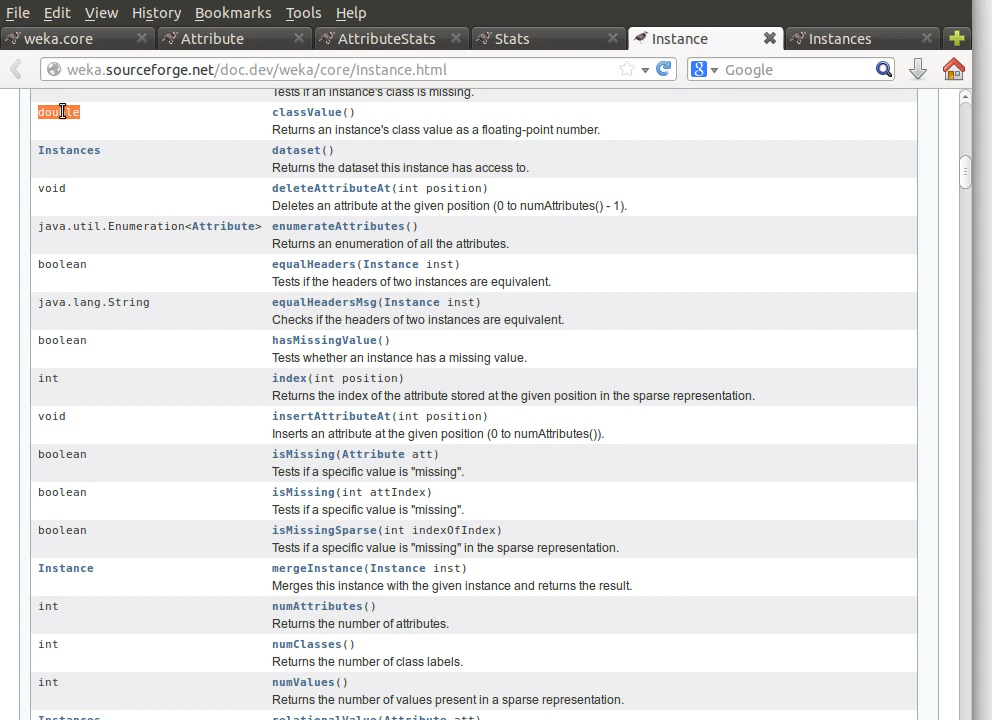 File Edit View History Bookmarks Tools Help
weka.core Attribute AttributeStats Stats Instance Instances
weka.sourceforge.net/doc.dev/weka/core/Instance.html Google
Tests if an instance's class is missing.
double classValue()
Returns an instance's class value as a floating-point number.
Instances dataset()
Returns the dataset this instance has access to.
void deleteAttributeAt(int position)
Deletes an attribute at the given position (0 to numAttributes() - 1).
java.util.Enumeration<Attribute> enumerateAttributes()
Returns an enumeration of all the attributes.
boolean equalHeaders(Instance inst)
Tests if the headers of two instances are equivalent.
java.lang.String equalHeadersMsg(Instance inst)
Checks if the headers of two instances are equivalent.
boolean hasMissingValue()
Tests whether an instance has a missing value.
int index(int position)
Returns the index of the attribute stored at the given position in the sparse representation.
void insertAttributeAt(int position)
Inserts an attribute at the given position (0 to numAttributes()).
boolean isMissing(Attribute att)
Tests if a specific value is "missing".
boolean isMissing(int attIndex)
Tests if a specific value is "missing".
boolean isMissingSparse(int indexOfIndex)
Tests if a specific value is "missing" in the sparse representation.
Instance mergeInstance(Instance inst)
Merges this instance with the given instance and returns the result.
int numAttributes()
Returns the number of attributes.
int numClasses()
Returns the number of class labels.
int numValues()
Returns the number of values present in a sparse representation.
Instances relationalValue(Attribute att)